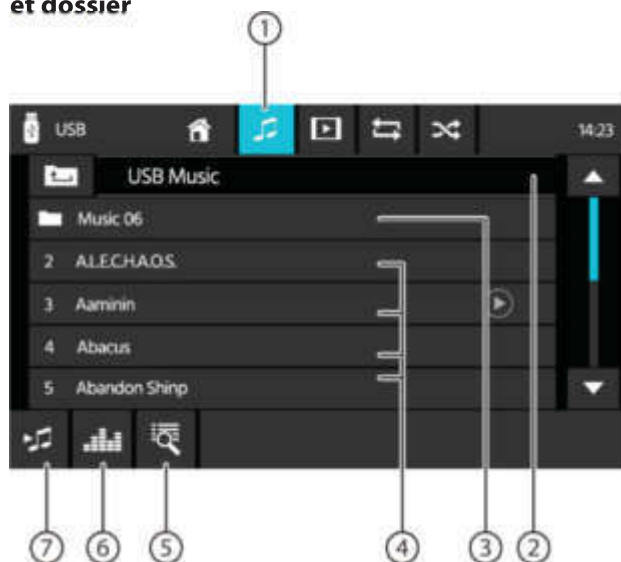 et dossier
1
USB 14:23
USB Music
Music 06
2 A.L.E.C.H.A.O.S.
3 Aaminin
4 Abacus
5 Abandon Shinp
7 6 5 4 3 2